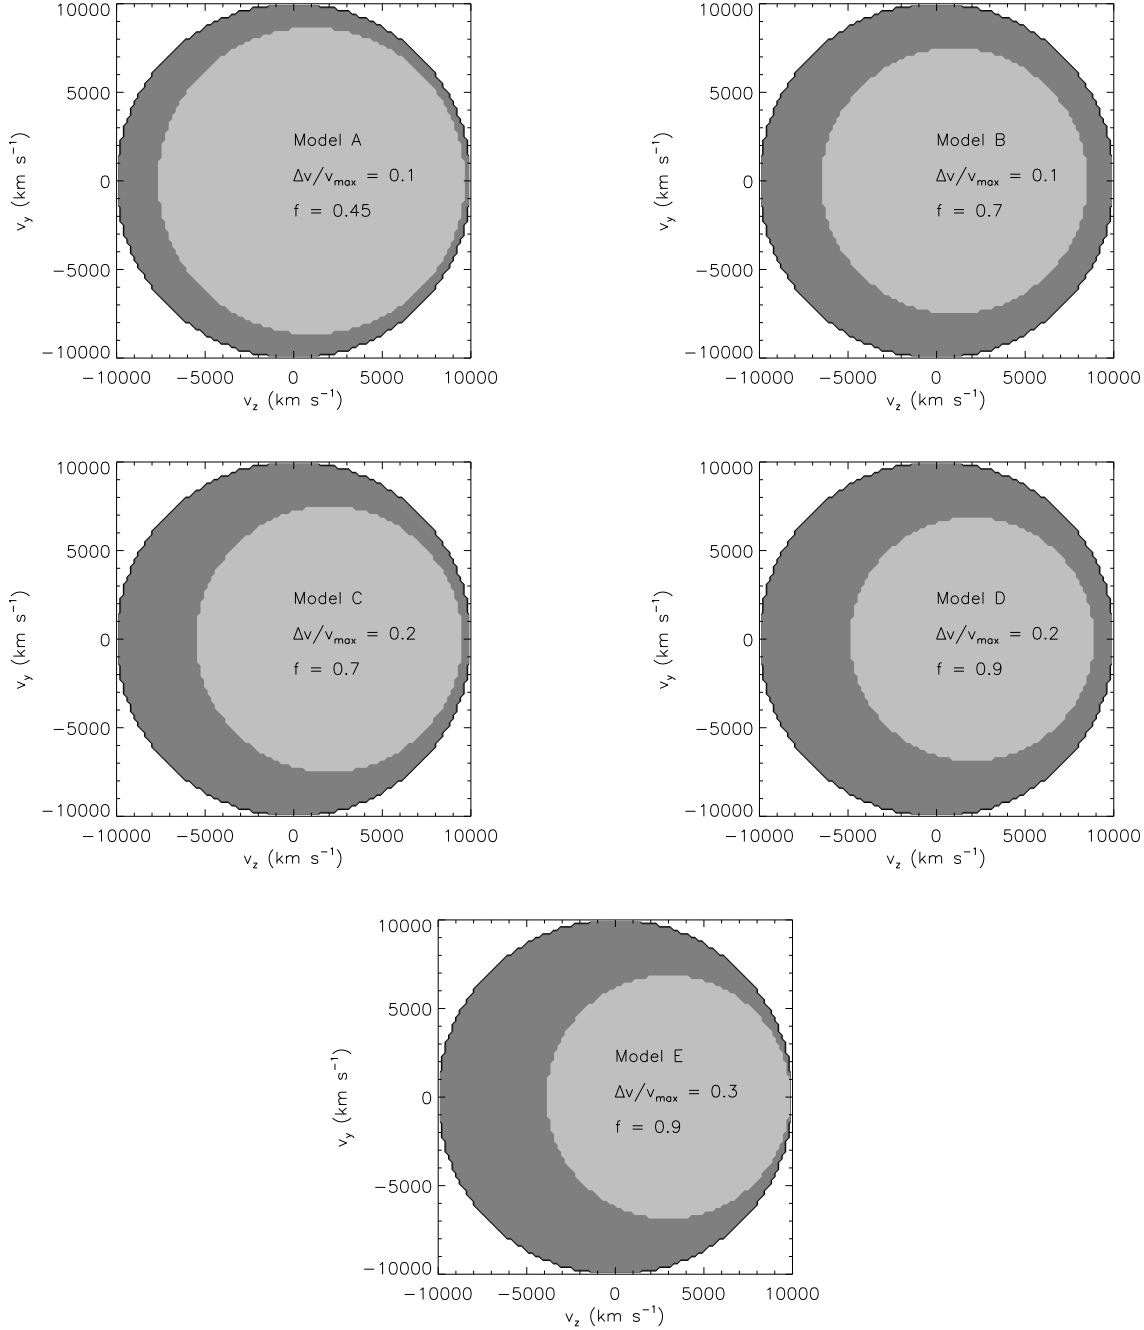 10000
5000
0
−5000
−10000
v_y (km s⁻¹)
Model A
Δv/v_max = 0.1
f = 0.45
−10000 −5000 0 5000 10000
v_z (km s⁻¹)
10000
5000
0
−5000
−10000
v_y (km s⁻¹)
Model B
Δv/v_max = 0.1
f = 0.7
−10000 −5000 0 5000 10000
v_z (km s⁻¹)
10000
5000
0
−5000
−10000
v_y (km s⁻¹)
Model C
Δv/v_max = 0.2
f = 0.7
−10000 −5000 0 5000 10000
v_z (km s⁻¹)
10000
5000
0
−5000
−10000
v_y (km s⁻¹)
Model D
Δv/v_max = 0.2
f = 0.9
−10000 −5000 0 5000 10000
v_z (km s⁻¹)
10000
5000
0
−5000
−10000
v_y (km s⁻¹)
Model E
Δv/v_max = 0.3
f = 0.9
−10000 −5000 0 5000 10000
v_z (km s⁻¹)